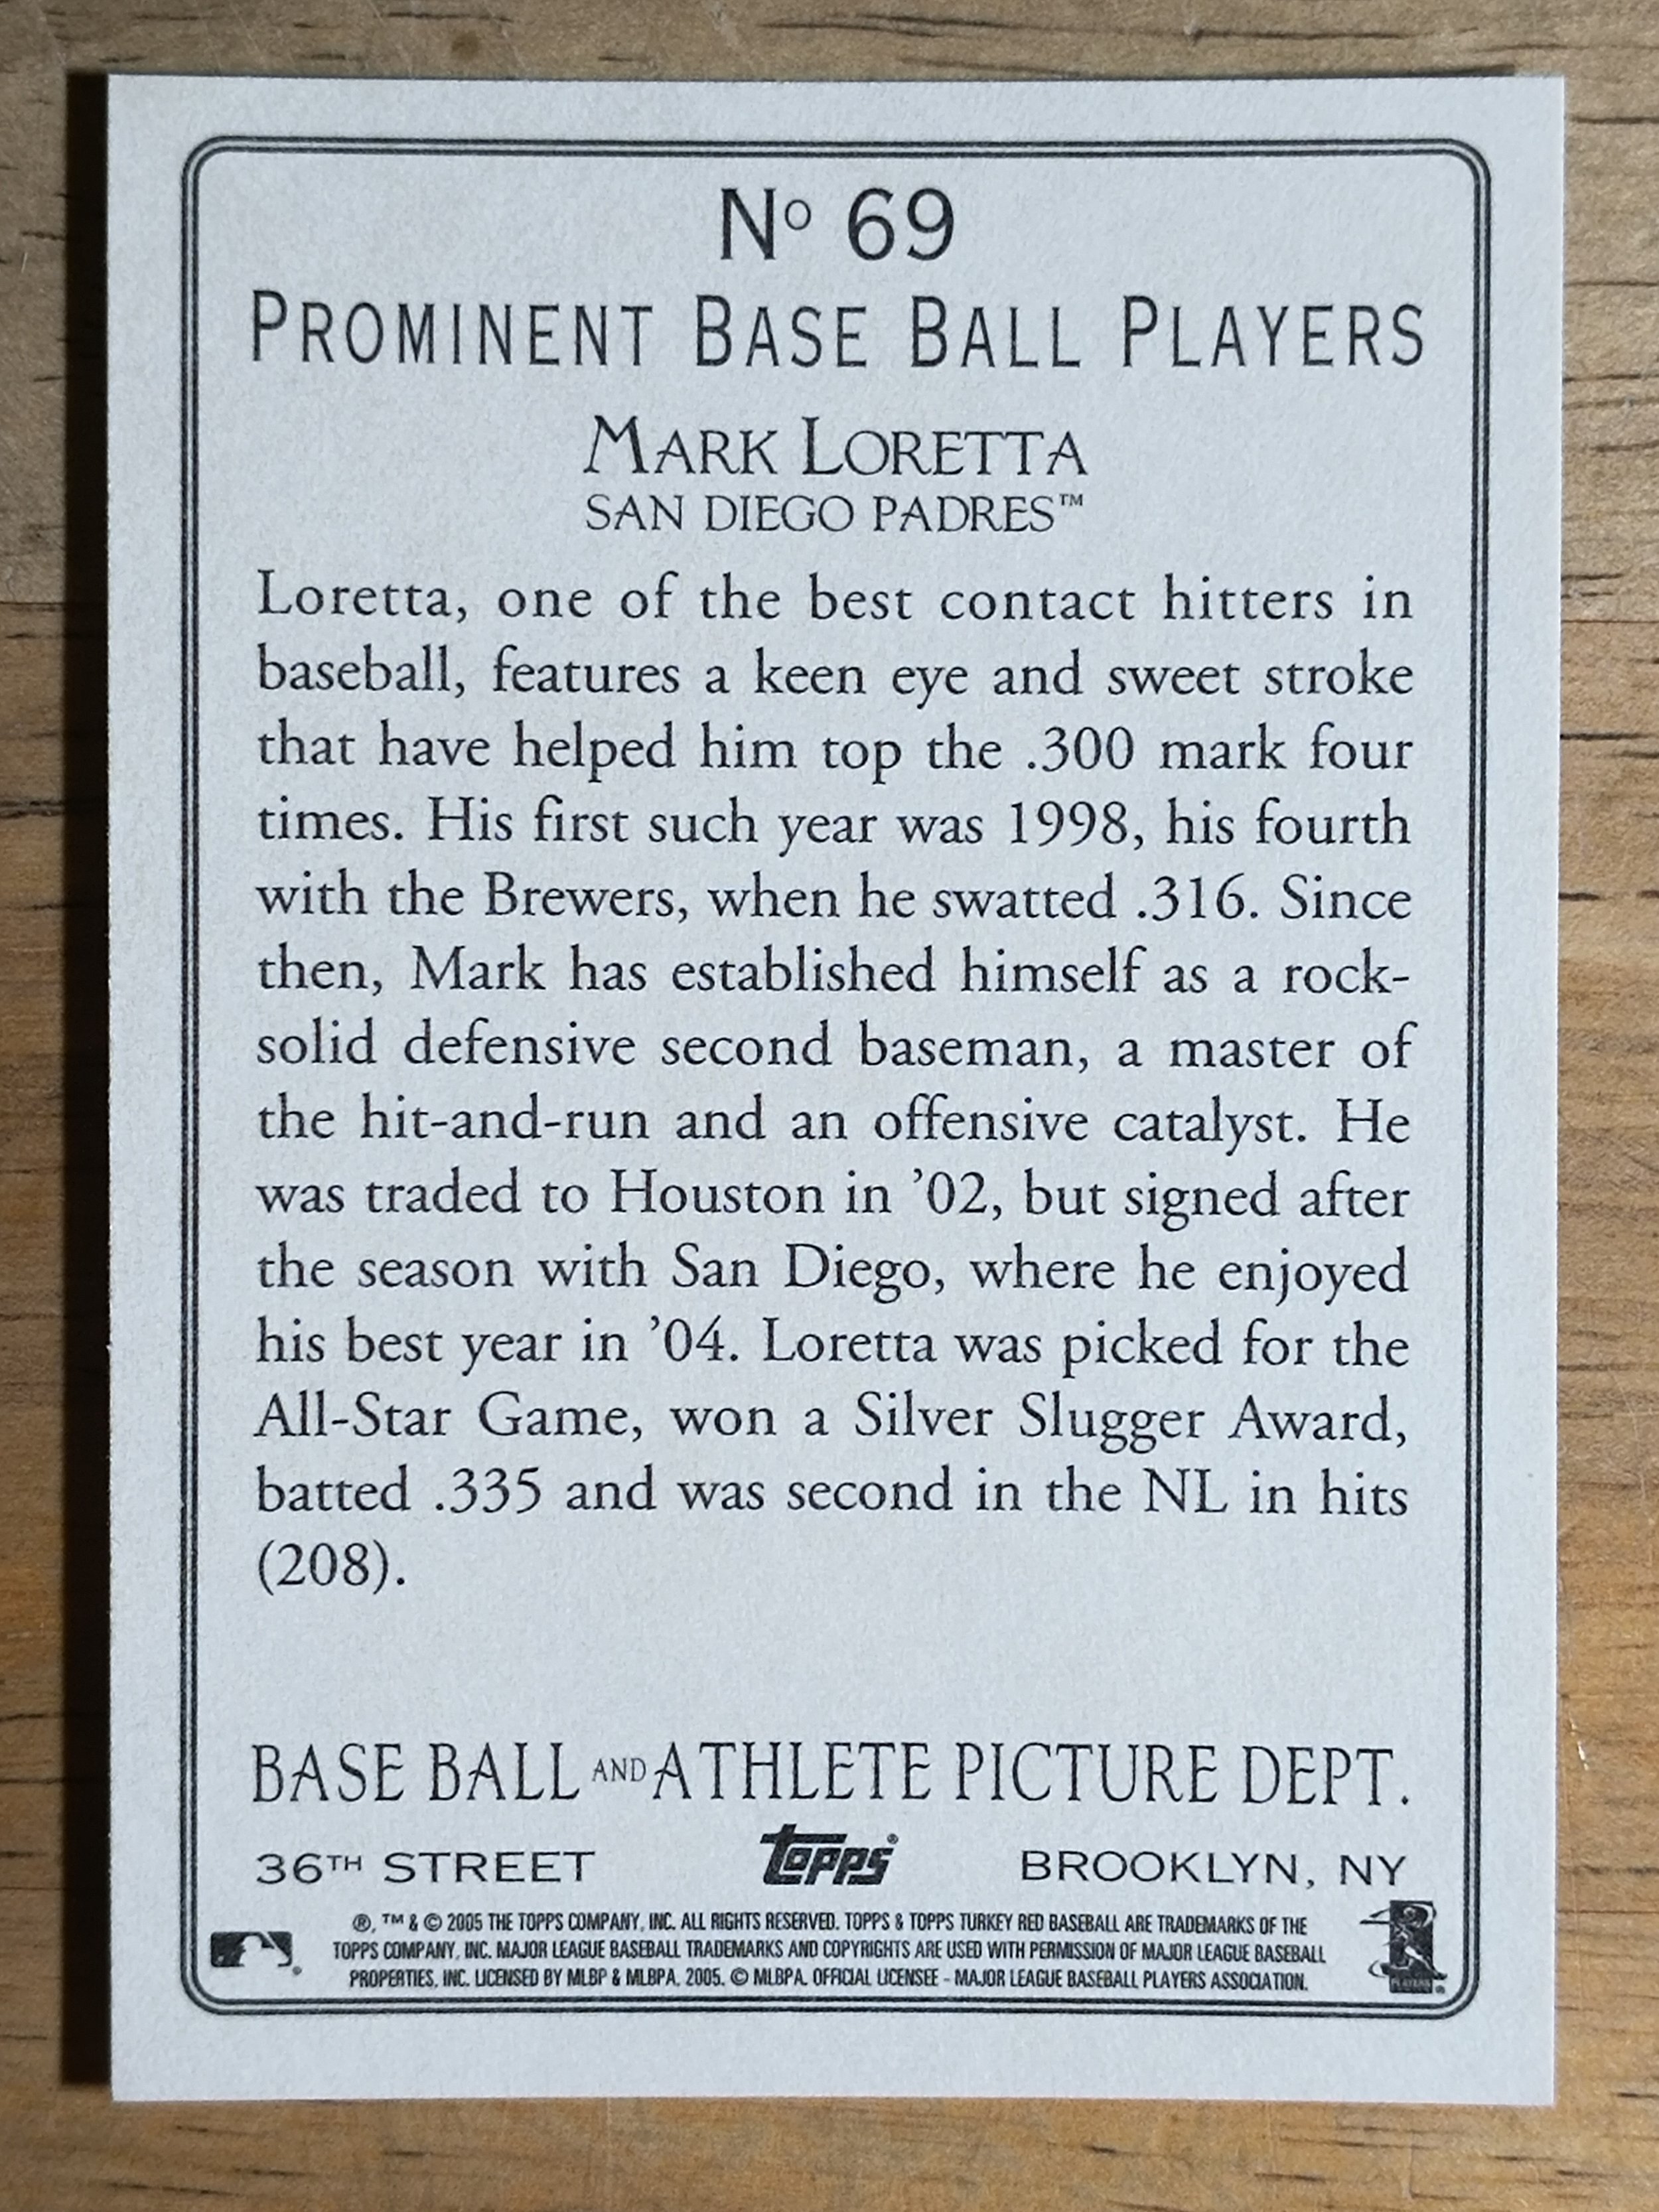 Nº 69
PROMINENT BASE BALL PLAYERS
MARK LORETTA
SAN DIEGO PADRES™
Loretta, one of the best contact hitters in
baseball, features a keen eye and sweet stroke
that have helped him top the .300 mark four
times. His first such year was 1998, his fourth
with the Brewers, when he swatted .316. Since
then, Mark has established himself as a rock-
solid defensive second baseman, a master of
the hit-and-run and an offensive catalyst. He
was traded to Houston in ’02, but signed after
the season with San Diego, where he enjoyed
his best year in ’04. Loretta was picked for the
All-Star Game, won a Silver Slugger Award,
batted .335 and was second in the NL in hits
(208).
BASE BALL AND ATHLETE PICTURE DEPT.
36TH STREET topps® BROOKLYN, NY
®, ™ & © 2005 THE TOPPS COMPANY, INC. ALL RIGHTS RESERVED. TOPPS & TOPPS TURKEY RED BASEBALL ARE TRADEMARKS OF THE
TOPPS COMPANY, INC. MAJOR LEAGUE BASEBALL TRADEMARKS AND COPYRIGHTS ARE USED WITH PERMISSION OF MAJOR LEAGUE BASEBALL
PROPERTIES, INC. LICENSED BY MLBP & MLBPA, 2005. © MLBPA. OFFICIAL LICENSEE - MAJOR LEAGUE BASEBALL PLAYERS ASSOCIATION.
PLAYERS